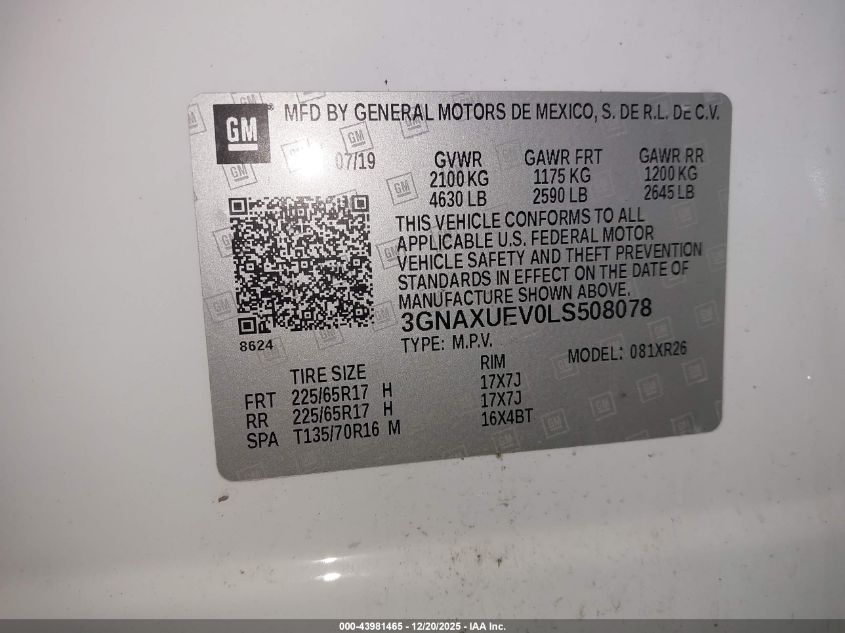 GM MFD BY GENERAL MOTORS DE MEXICO, S. DE R.L. DE C.V.
07/19 GVWR GAWR FRT GAWR RR
2100 KG 1175 KG 1200 KG
4630 LB 2590 LB 2645 LB
THIS VEHICLE CONFORMS TO ALL
APPLICABLE U.S. FEDERAL MOTOR
VEHICLE SAFETY AND THEFT PREVENTION
STANDARDS IN EFFECT ON THE DATE OF
MANUFACTURE SHOWN ABOVE.
3GNAXUEV0LS508078
8624
TYPE: M.P.V. MODEL: 081XR26
TIRE SIZE RIM
FRT 225/65R17 H 17X7J
RR 225/65R17 H 17X7J
SPA T135/70R16 M 16X4BT
000-43981465 - 12/20/2025 - IAA Inc.